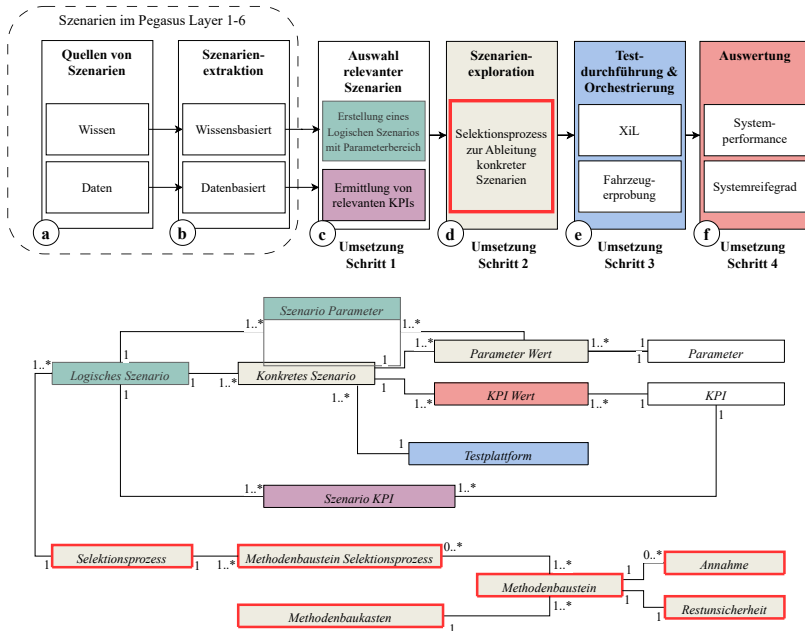 Szenarien im Pegasus Layer 1-6
Quellen von
Szenarien
Wissen
Daten
a
Szenarien-
extraktion
Wissensbasiert
Datenbasiert
b
Auswahl
relevanter
Szenarien
Erstellung eines
Logischen Szenarios
mit Parameterbereich
Ermittlung von
relevanten KPIs
c
Umsetzung
Schritt 1
Szenarien-
exploration
Selektionsprozess
zur Ableitung
konkreter
Szenarien
d
Umsetzung
Schritt 2
Test-
durchführung &
Orchestrierung
XiL
Fahrzeug-
erprobung
e
Umsetzung
Schritt 3
Auswertung
System-
performance
Systemreifegrad
f
Umsetzung
Schritt 4
Szenario Parameter
1..*
1..*
1
1..*
Logisches Szenario
1
1
1..*
Konkretes Szenario
1
1
1..*
1..*
Parameter Wert
1..*
1
1
Parameter
1..*
KPI Wert
1..*
1
KPI
1
1
Testplattform
1..*
Szenario KPI
1..*
Selektionsprozess
1
1
1..*
Methodenbaustein Selektionsprozess
0..*
1..*
Methodenbaustein
1..*
1
1
0..*
Annahme
1..*
Restunsicherheit
Methodenbaukasten
1